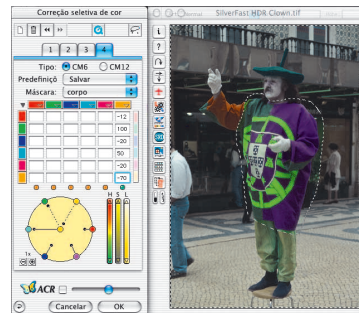 Correção seletiva de cor
1 2 3 4
Tipo: CM6 CM12
Predefiniçõ Salvar
Máscara: corpo
-12
100
-20
50
-20
-70
H S L
1x
ACR
Cancelar OK
SilverFast HDR Clown.tif